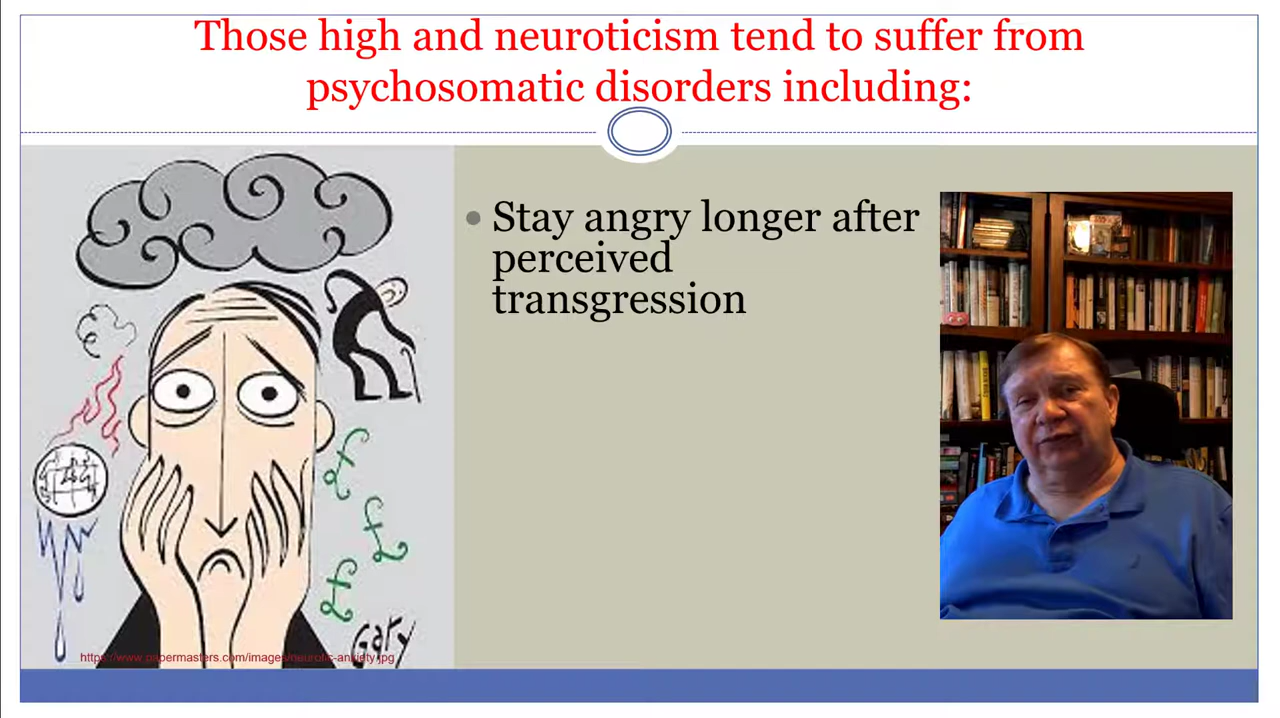 Those high and neuroticism tend to suffer from
psychosomatic disorders including:
• Stay angry longer after
perceived
transgression
£
£
£
Gary